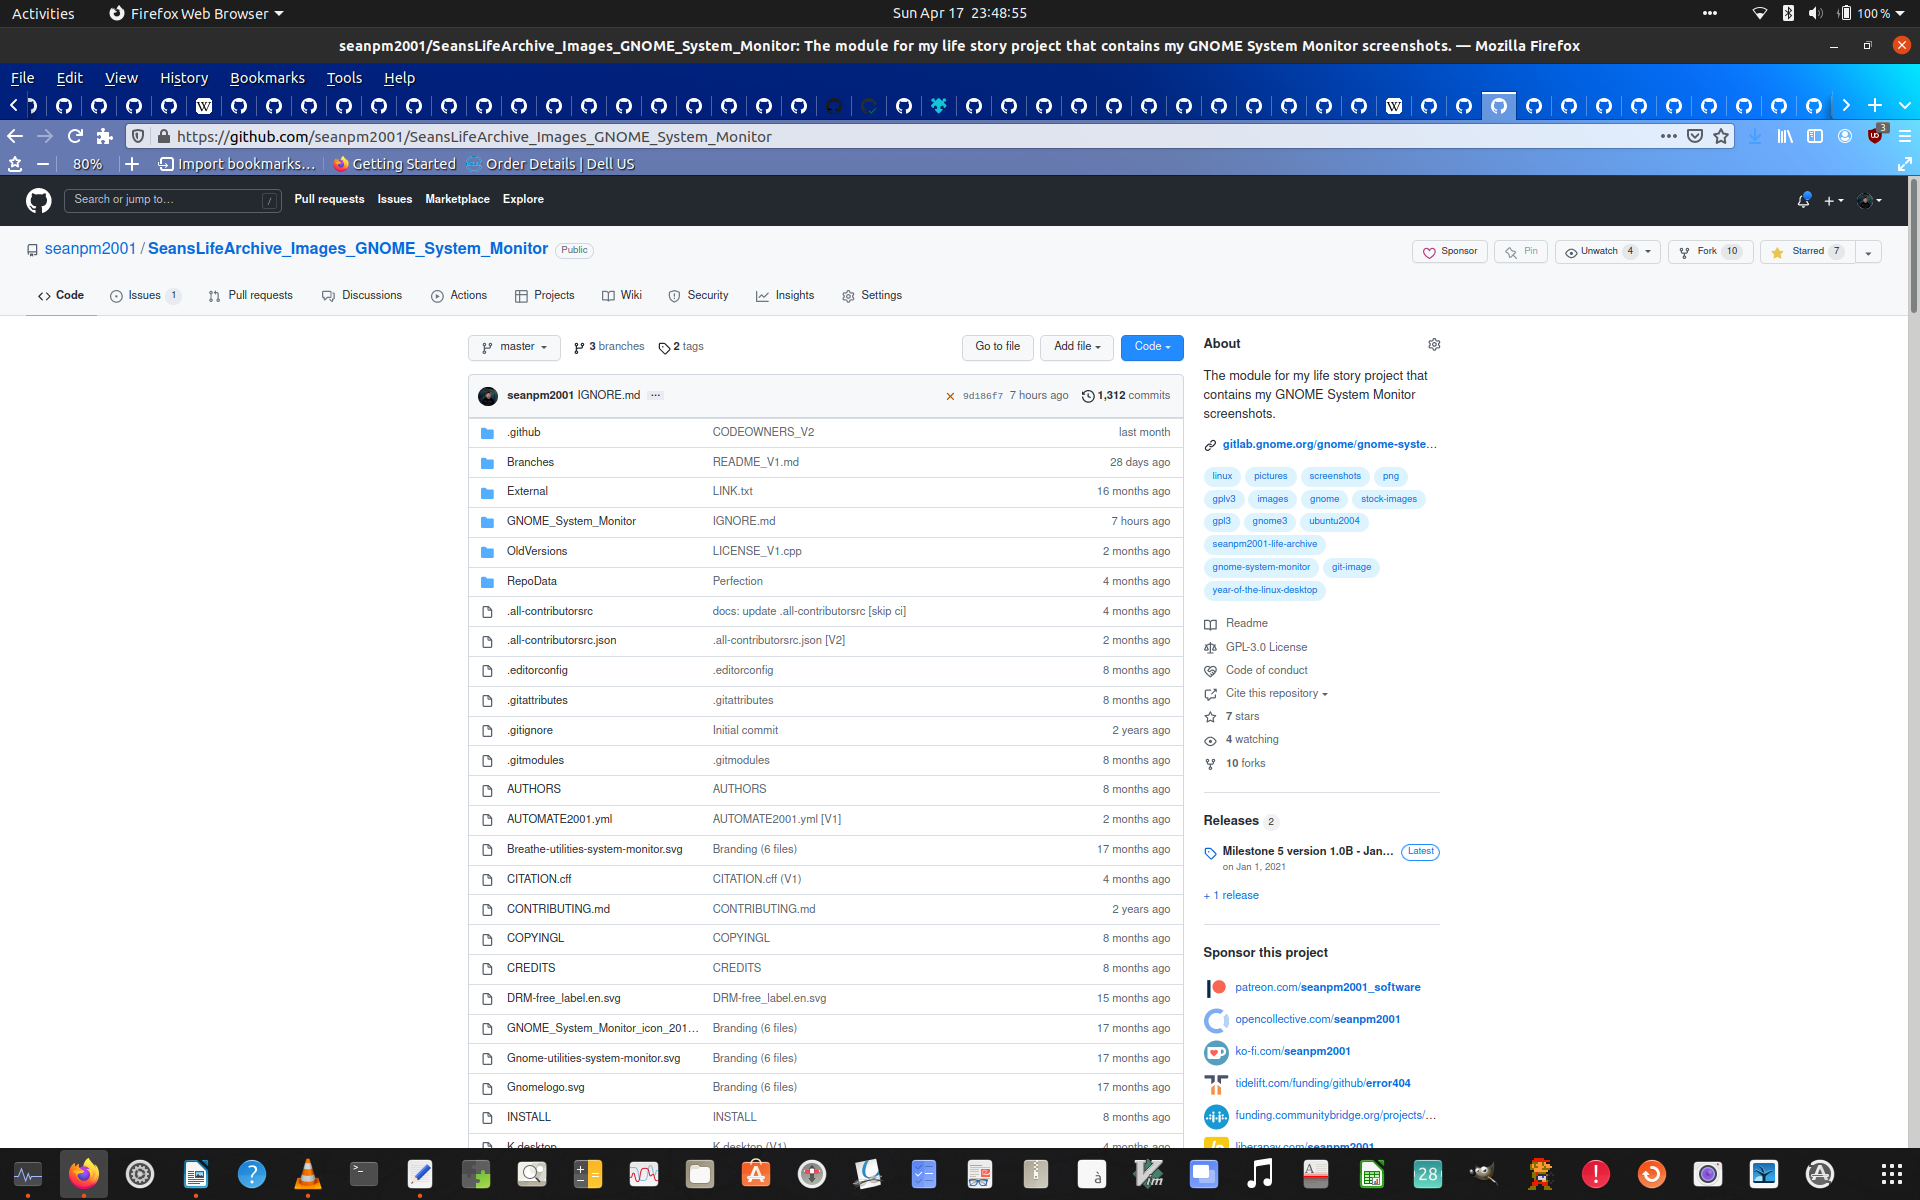 Activities
Firefox Web Browser
Sun Apr 17 23:48:55
100 %
seanpm2001/SeansLifeArchive_Images_GNOME_System_Monitor: The module for my life story project that contains my GNOME System Monitor screenshots. — Mozilla Firefox
File Edit View History Bookmarks Tools Help
https://github.com/seanpm2001/SeansLifeArchive_Images_GNOME_System_Monitor
3
80% Import bookmarks… Getting Started Order Details | Dell US
Search or jump to… / Pull requests Issues Marketplace Explore
seanpm2001 / SeansLifeArchive_Images_GNOME_System_Monitor Public
Sponsor Pin Unwatch 4 Fork 10 Starred 7
Code Issues 1 Pull requests Discussions Actions Projects Wiki Security Insights Settings
master 3 branches 2 tags Go to file Add file Code
seanpm2001 IGNORE.md … 9d186f7 7 hours ago 1,312 commits
.github CODEOWNERS_V2 last month
Branches README_V1.md 28 days ago
External LINK.txt 16 months ago
GNOME_System_Monitor IGNORE.md 7 hours ago
OldVersions LICENSE_V1.cpp 2 months ago
RepoData Perfection 4 months ago
.all-contributorsrc docs: update .all-contributorsrc [skip ci] 4 months ago
.all-contributorsrc.json .all-contributorsrc.json [V2] 2 months ago
.editorconfig .editorconfig 8 months ago
.gitattributes .gitattributes 8 months ago
.gitignore Initial commit 2 years ago
.gitmodules .gitmodules 8 months ago
AUTHORS AUTHORS 8 months ago
AUTOMATE2001.yml AUTOMATE2001.yml [V1] 2 months ago
Breathe-utilities-system-monitor.svg Branding (6 files) 17 months ago
CITATION.cff CITATION.cff (V1) 4 months ago
CONTRIBUTING.md CONTRIBUTING.md 2 years ago
COPYINGL COPYINGL 8 months ago
CREDITS CREDITS 8 months ago
DRM-free_label.en.svg DRM-free_label.en.svg 15 months ago
GNOME_System_Monitor_icon_201… Branding (6 files) 17 months ago
Gnome-utilities-system-monitor.svg Branding (6 files) 17 months ago
Gnomelogo.svg Branding (6 files) 17 months ago
INSTALL INSTALL 8 months ago
K.desktop K.desktop (V1) 4 months ago
About
The module for my life story project that
contains my GNOME System Monitor
screenshots.
gitlab.gnome.org/gnome/gnome-syste…
linux pictures screenshots png
gplv3 images gnome stock-images
gpl3 gnome3 ubuntu2004
seanpm2001-life-archive
gnome-system-monitor git-image
year-of-the-linux-desktop
Readme
GPL-3.0 License
Code of conduct
Cite this repository
7 stars
4 watching
10 forks
Releases 2
Milestone 5 version 1.0B - Jan… Latest
on Jan 1, 2021
+ 1 release
Sponsor this project
patreon.com/seanpm2001_software
opencollective.com/seanpm2001
ko-fi.com/seanpm2001
tidelift.com/funding/github/error404
funding.communitybridge.org/projects/…
liberapay.com/seanpm2001
28